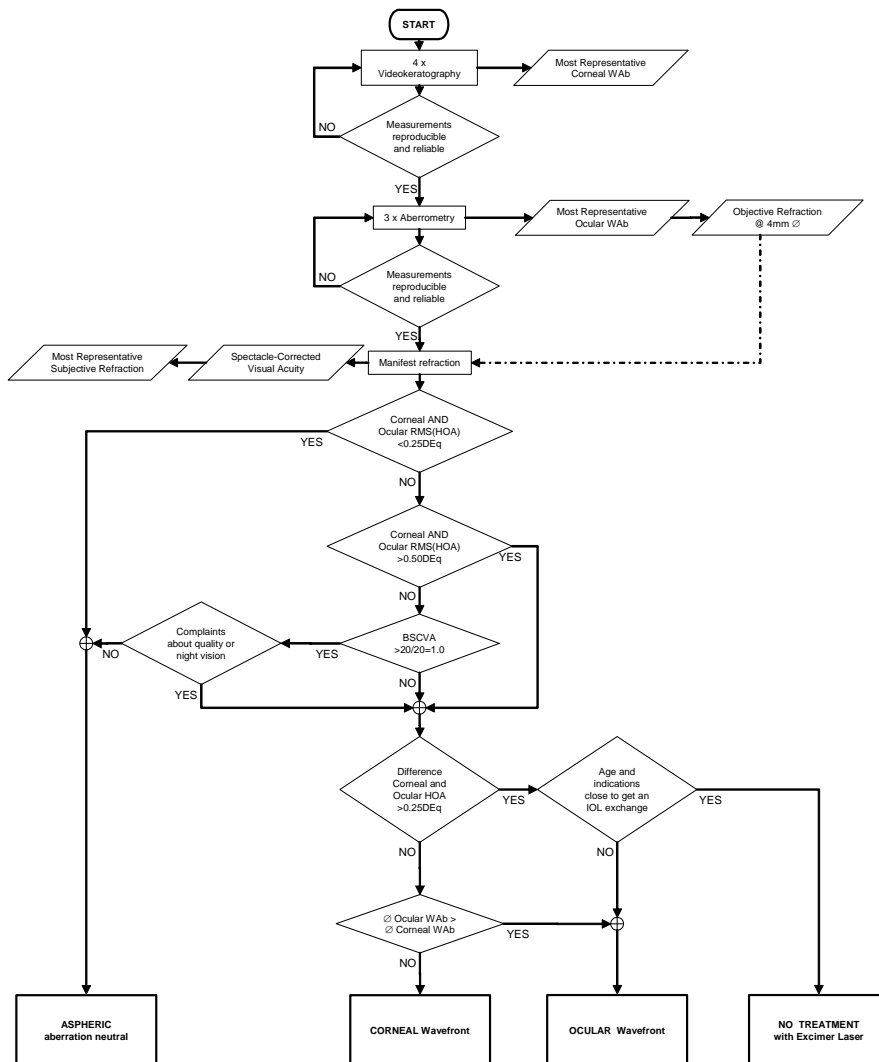 START
4 x
Videokeratography
Most Representative
Corneal WAb
NO
Measurements
reproducible
and reliable
YES
3 x Aberrometry
Most Representative
Ocular WAb
Objective Refraction
@ 4mm ∅
NO
Measurements
reproducible
and reliable
YES
Most Representative
Subjective Refraction
Spectacle-Corrected
Visual Acuity
Manifest refraction
Corneal AND
Ocular RMS(HOA)
<0.25DEq
YES
NO
Corneal AND
Ocular RMS(HOA)
>0.50DEq
YES
NO
Complaints
about quality or
night vision
BSCVA
>20/20=1.0
NO
YES
YES
NO
Difference
Corneal and
Ocular HOA
>0.25DEq
YES
Age and
indications
close to get an
IOL exchange
YES
NO
NO
∅ Ocular WAb >
∅ Corneal WAb
YES
NO
ASPHERIC
aberration neutral
CORNEAL Wavefront
OCULAR Wavefront
NO TREATMENT
with Excimer Laser